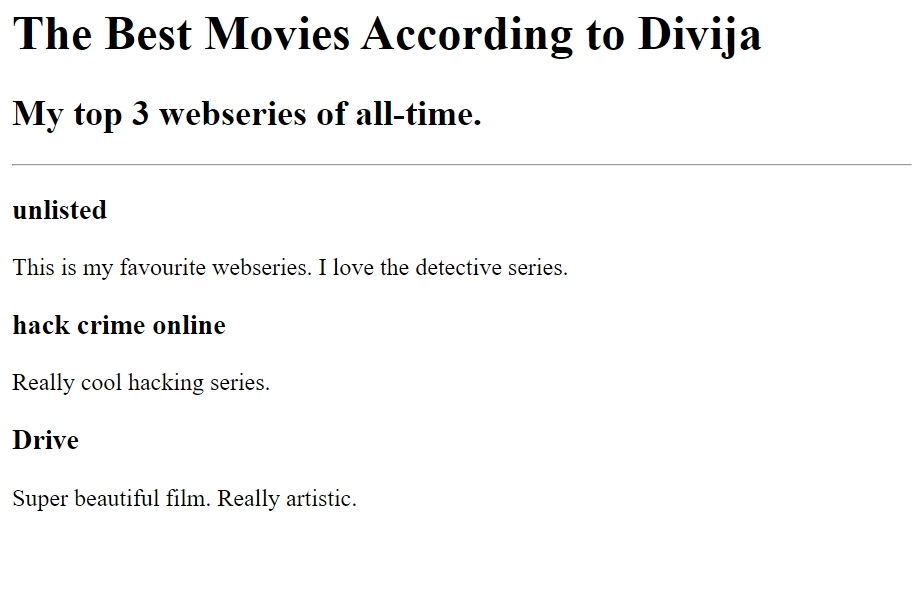 The Best Movies According to Divija
My top 3 webseries of all-time.
unlisted
This is my favourite webseries. I love the detective series.
hack crime online
Really cool hacking series.
Drive
Super beautiful film. Really artistic.